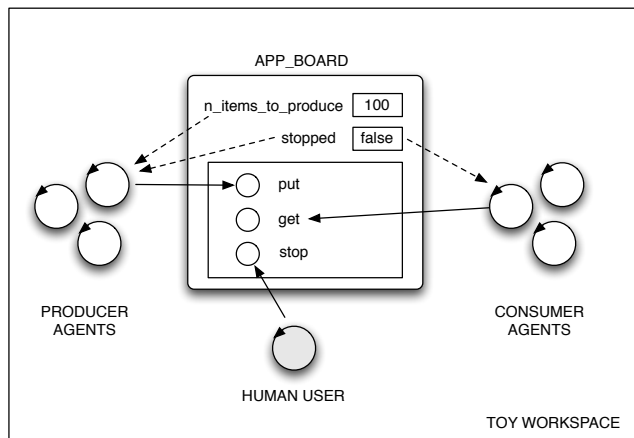 APP_BOARD
n_items_to_produce 100
stopped false
put
get
stop
PRODUCER
AGENTS
CONSUMER
AGENTS
HUMAN USER
TOY WORKSPACE